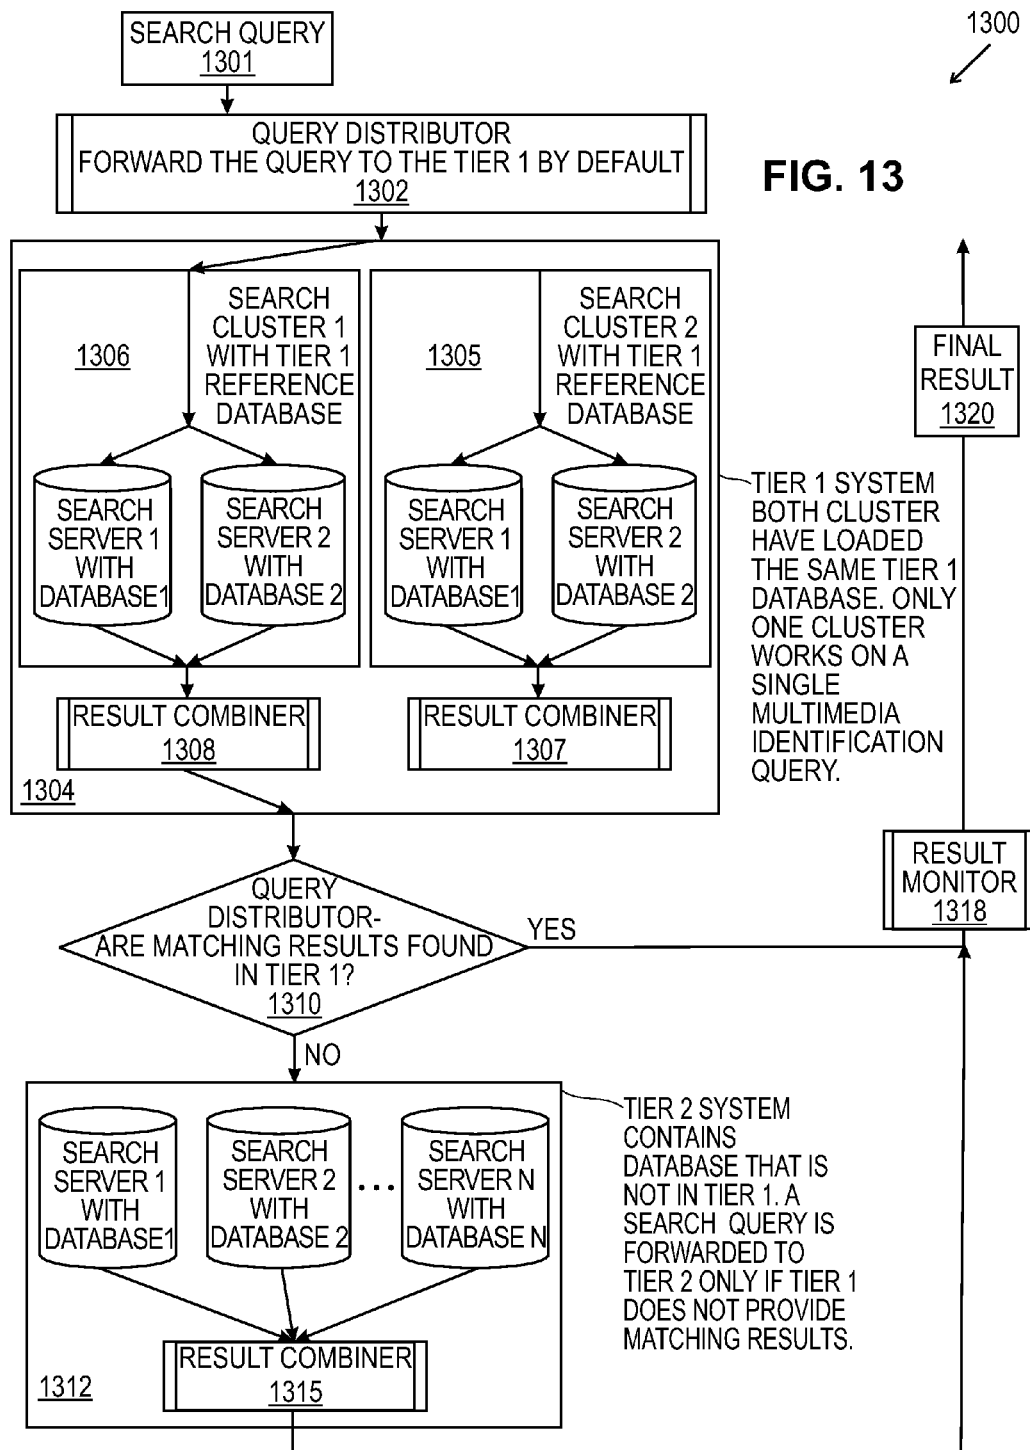 1300
SEARCH QUERY
1301
QUERY DISTRIBUTOR
FORWARD THE QUERY TO THE TIER 1 BY DEFAULT
1302
FIG. 13
SEARCH
CLUSTER 1
WITH TIER 1
REFERENCE
DATABASE
1306
SEARCH
CLUSTER 2
WITH TIER 1
REFERENCE
DATABASE
1305
SEARCH
SERVER 1
WITH
DATABASE1
SEARCH
SERVER 2
WITH
DATABASE 2
SEARCH
SERVER 1
WITH
DATABASE1
SEARCH
SERVER 2
WITH
DATABASE 2
RESULT COMBINER
1308
RESULT COMBINER
1307
1304
TIER 1 SYSTEM
BOTH CLUSTER
HAVE LOADED
THE SAME TIER 1
DATABASE. ONLY
ONE CLUSTER
WORKS ON A
SINGLE
MULTIMEDIA
IDENTIFICATION
QUERY.
FINAL
RESULT
1320
RESULT
MONITOR
1318
QUERY
DISTRIBUTOR-
ARE MATCHING RESULTS FOUND
IN TIER 1?
1310
YES
NO
SEARCH
SERVER 1
WITH
DATABASE1
SEARCH
SERVER 2
WITH
DATABASE 2
...
SEARCH
SERVER N
WITH
DATABASE N
RESULT COMBINER
1315
1312
TIER 2 SYSTEM
CONTAINS
DATABASE THAT IS
NOT IN TIER 1. A
SEARCH QUERY IS
FORWARDED TO
TIER 2 ONLY IF TIER 1
DOES NOT PROVIDE
MATCHING RESULTS.